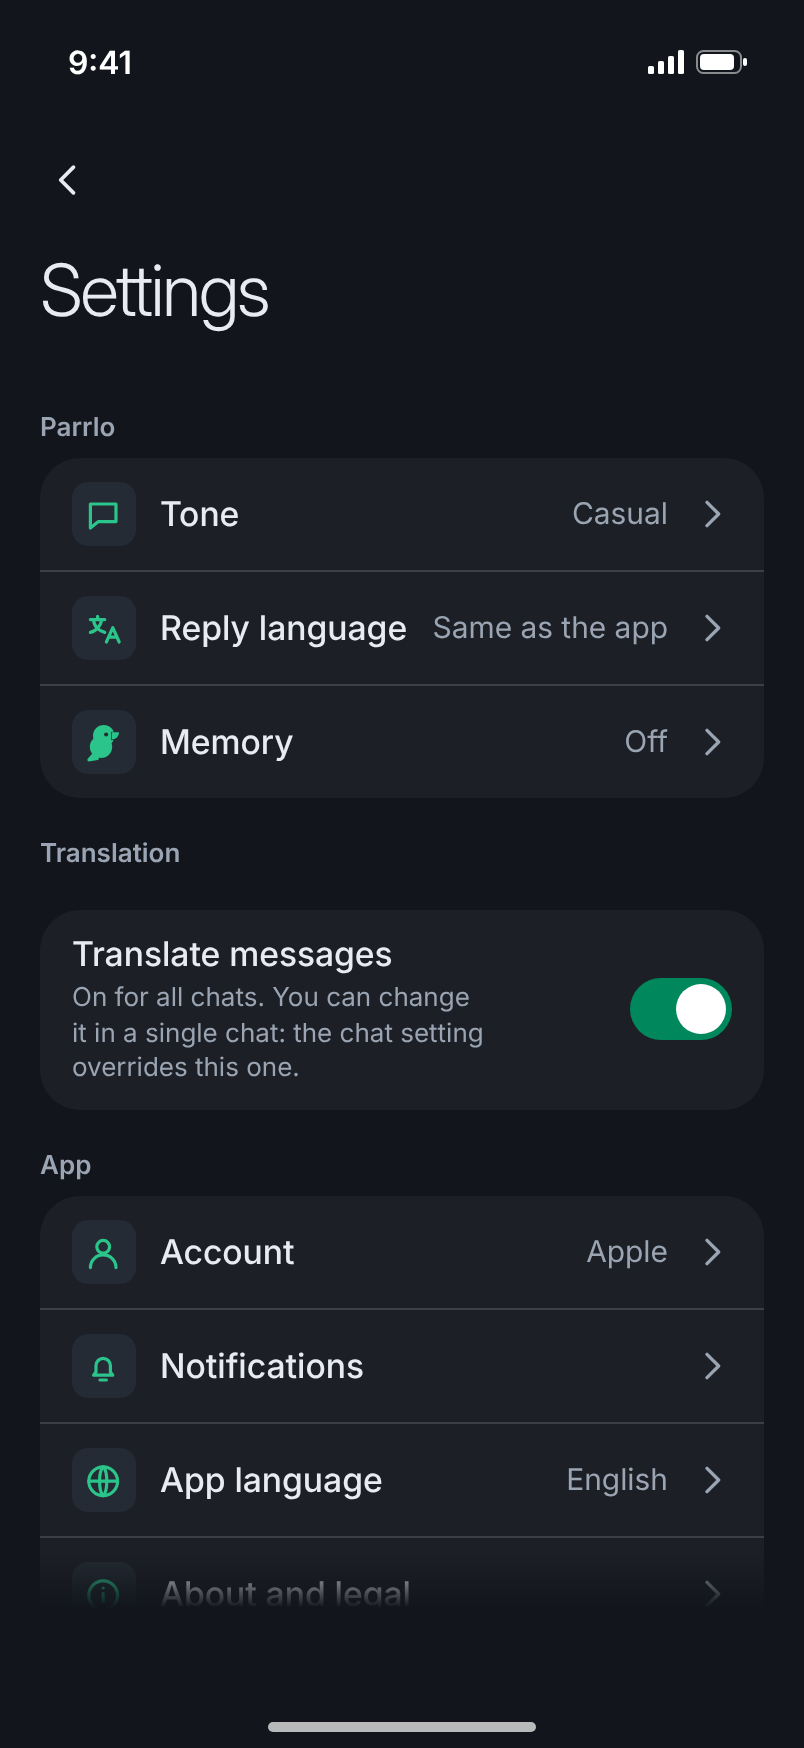 9:41
Settings
Parrlo
Tone
Casual
Reply language
Same as the app
Memory
Off
Translation
Translate messages
On for all chats. You can change
it in a single chat: the chat setting
overrides this one.
App
Account
Apple
Notifications
App language
English
About and legal